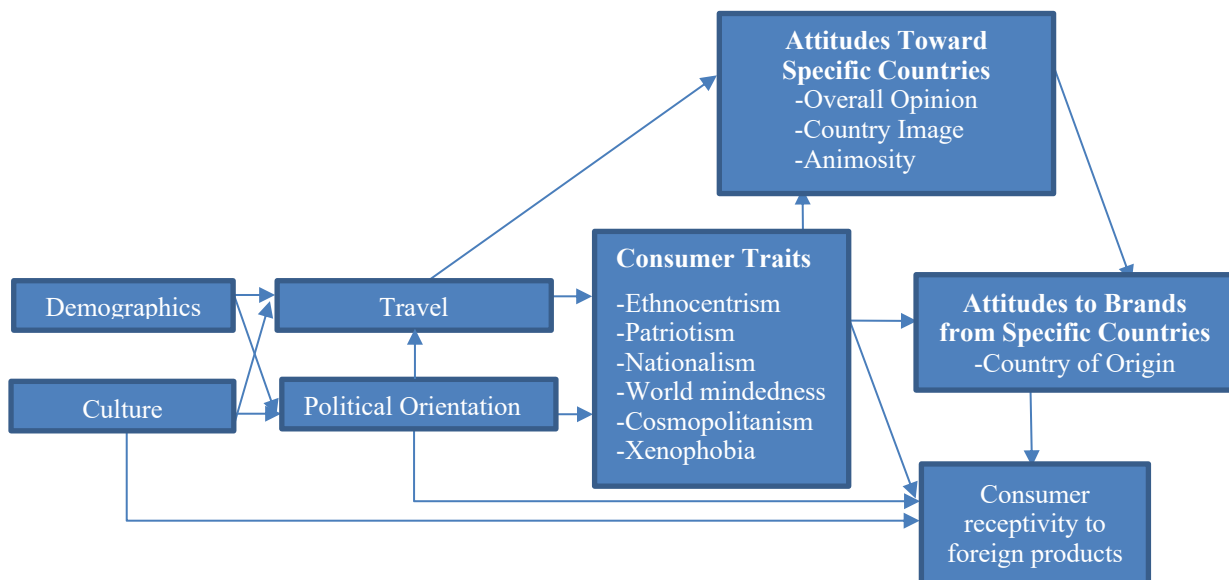 Attitudes Toward
Specific Countries
-Overall Opinion
-Country Image
-Animosity
Demographics
Travel
Culture
Political Orientation
Consumer Traits
-Ethnocentrism
-Patriotism
-Nationalism
-World mindedness
-Cosmopolitanism
-Xenophobia
Attitudes to Brands
from Specific Countries
-Country of Origin
Consumer
receptivity to
foreign products